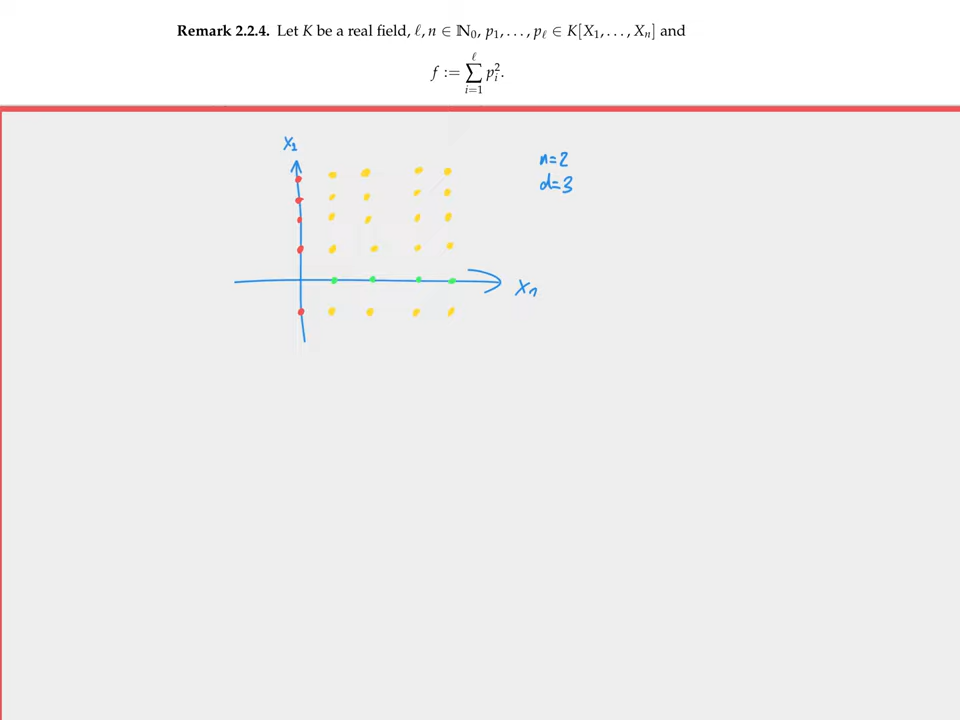 Remark 2.2.4. Let K be a real field, ℓ, n ∈ ℕ₀, p₁, . . . , p_ℓ ∈ K[X₁, . . . , Xₙ] and
f := ∑_{i=1}^{ℓ} p_i².
X₁
n=2
d=3
Xₙ